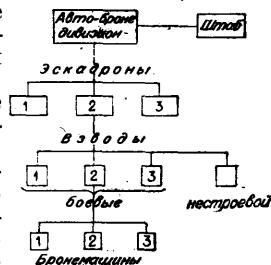 Авто-броне
дивизион-
Штаб
Эскадроны.
1 2 3
Взводы
1 2 3
боевые нестроевой
1 2 3
Бронемашины